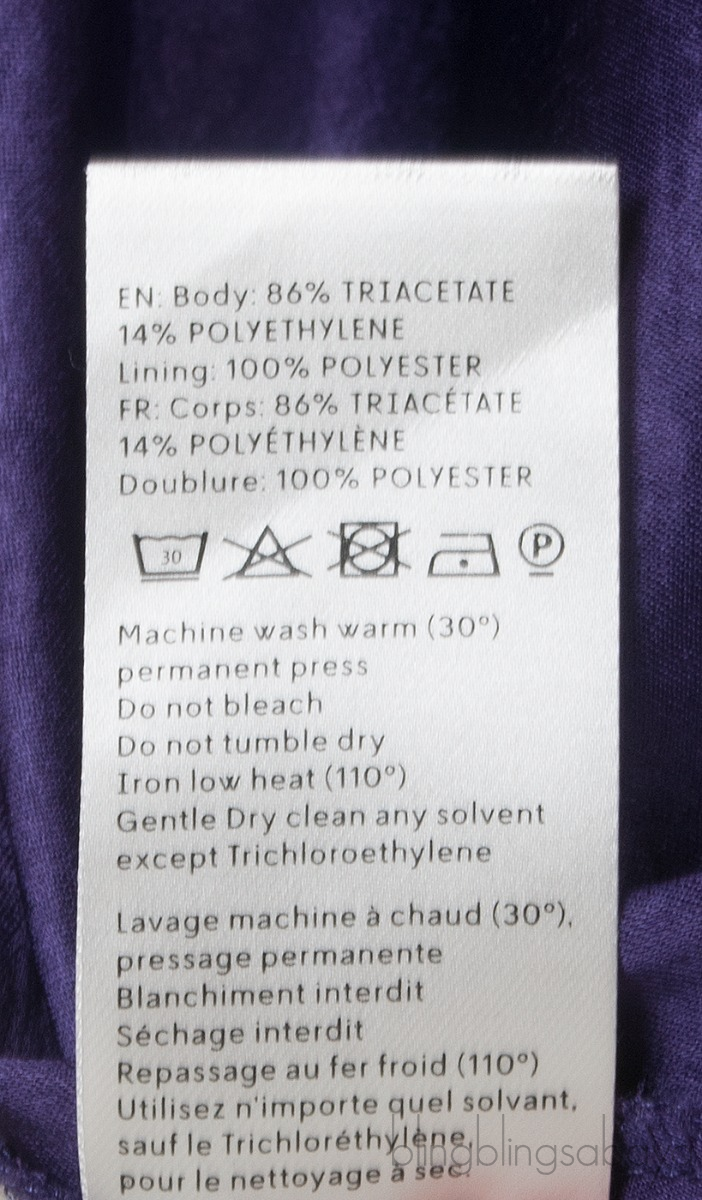 EN: Body: 86% TRIACETATE
14% POLYETHYLENE
Lining: 100% POLYESTER
FR: Corps: 86% TRIACÉTATE
14% POLYÉTHYLÈNE
Doublure: 100% POLYESTER
30 P
Machine wash warm (30°)
permanent press
Do not bleach
Do not tumble dry
Iron low heat (110°)
Gentle Dry clean any solvent
except Trichloroethylene
Lavage machine à chaud (30°),
pressage permanente
Blanchiment interdit
Séchage interdit
Repassage au fer froid (110°)
Utilisez n'importe quel solvant,
sauf le Trichloréthylène,
pour le nettoyage à sec.